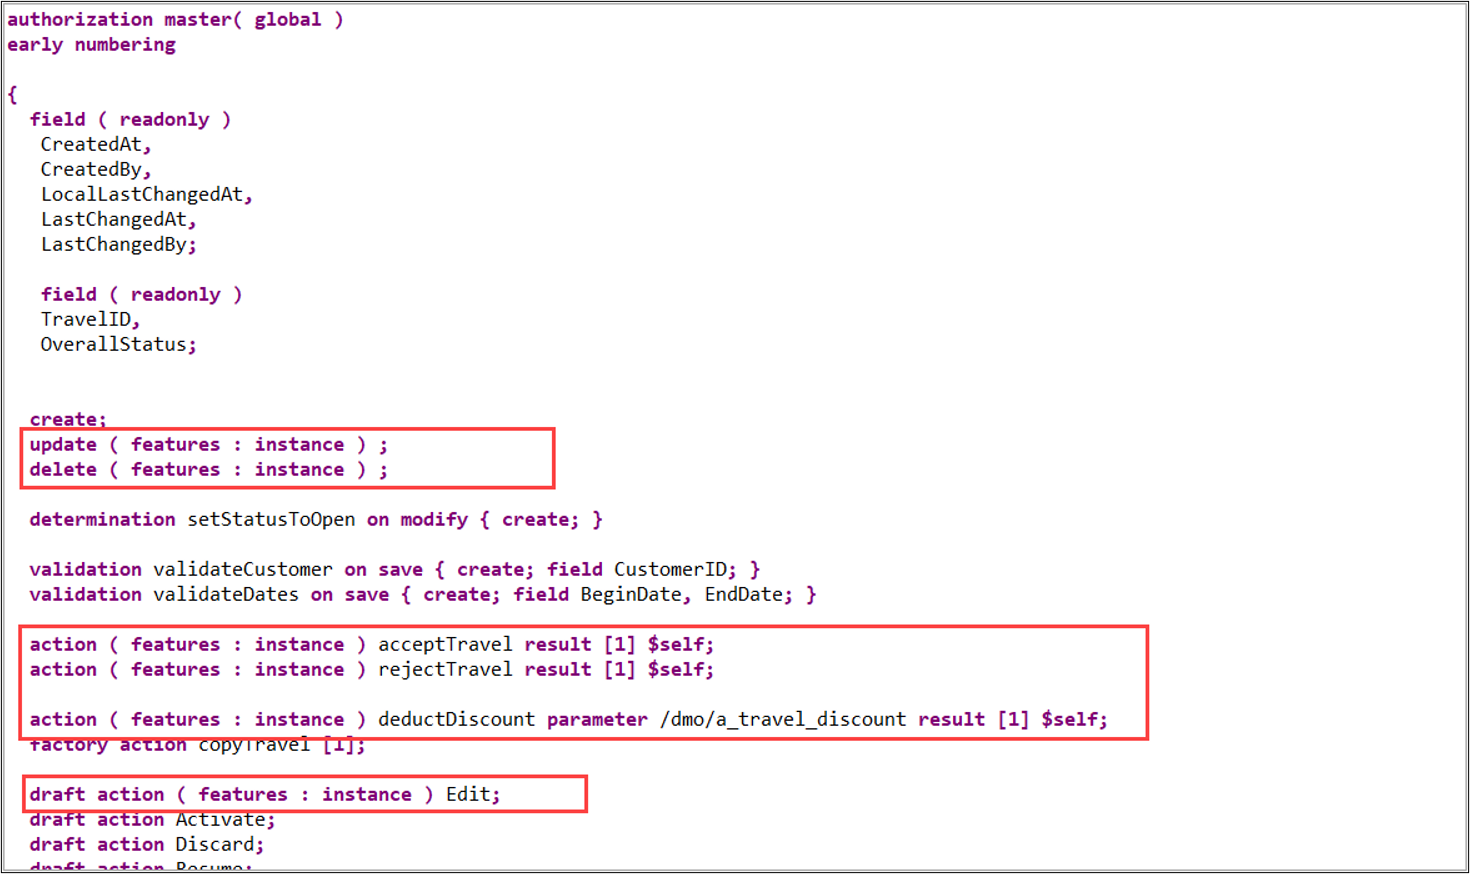 authorization master( global )
early numbering
{
field ( readonly )
CreatedAt,
CreatedBy,
LocalLastChangedAt,
LastChangedAt,
LastChangedBy;
field ( readonly )
TravelID,
OverallStatus;
create;
update ( features : instance ) ;
delete ( features : instance ) ;
determination setStatusToOpen on modify { create; }
validation validateCustomer on save { create; field CustomerID; }
validation validateDates on save { create; field BeginDate, EndDate; }
action ( features : instance ) acceptTravel result [1] $self;
action ( features : instance ) rejectTravel result [1] $self;
action ( features : instance ) deductDiscount parameter /dmo/a_travel_discount result [1] $self;
factory action copyTravel [1];
draft action ( features : instance ) Edit;
draft action Activate;
draft action Discard;
draft action Resume;